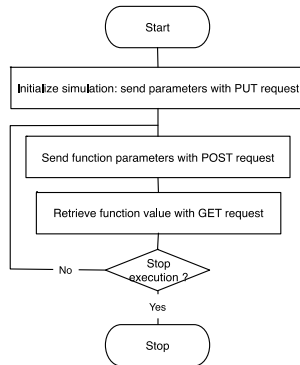 Start
Initialize simulation: send parameters with PUT request
Send function parameters with POST request
Retrieve function value with GET request
Stop
execution ?
No
Yes
Stop